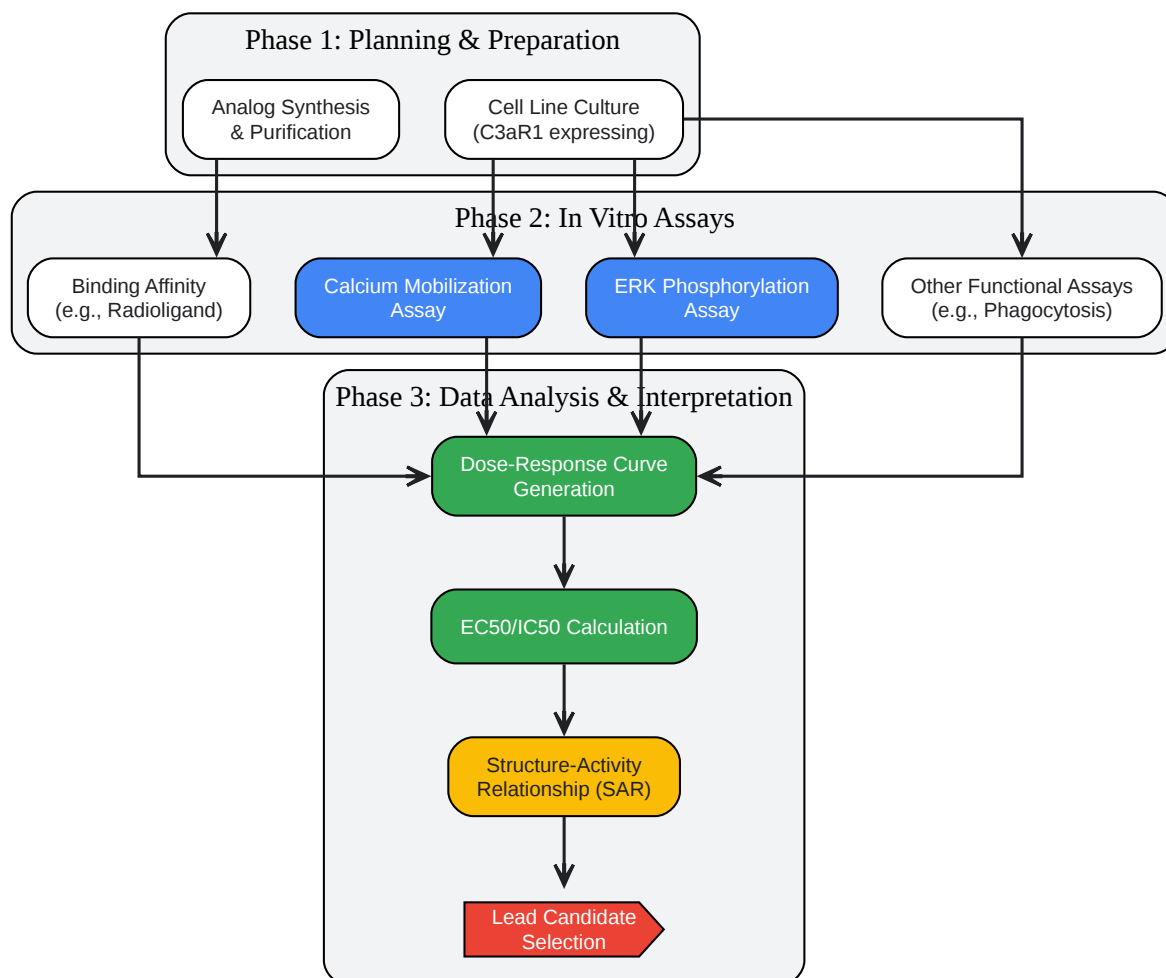 Phase 1: Planning & Preparation
Analog Synthesis
& Purification
Cell Line Culture
(C3aR1 expressing)
Phase 2: In Vitro Assays
Binding Affinity
(e.g., Radioligand)
Calcium Mobilization
Assay
ERK Phosphorylation
Assay
Other Functional Assays
(e.g., Phagocytosis)
Phase 3: Data Analysis & Interpretation
Dose-Response Curve
Generation
EC50/IC50 Calculation
Structure-Activity
Relationship (SAR)
Lead Candidate
Selection